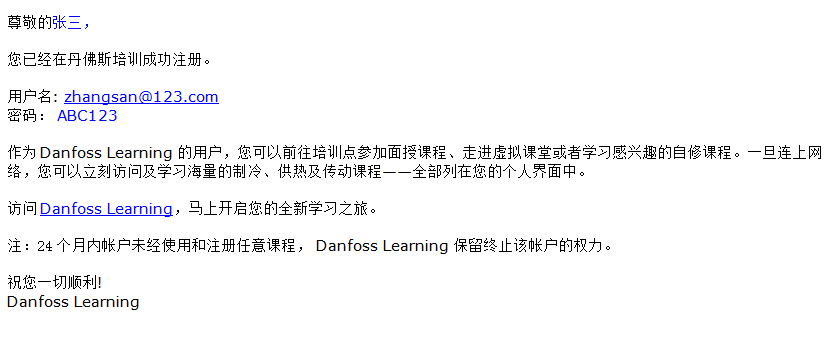 尊敬的张三，
您已经在丹佛斯培训成功注册。
用户名: zhangsan@123.com
密码： ABC123
作为 Danfoss Learning 的用户，您可以前往培训点参加面授课程、走进虚拟课堂或者学习感兴趣的自修课程。一旦连上网
络，您可以立刻访问及学习海量的制冷、供热及传动课程——全部列在您的个人界面中。
访问 Danfoss Learning，马上开启您的全新学习之旅。
注：24 个月内帐户未经使用和注册任意课程， Danfoss Learning 保留终止该帐户的权力。
祝您一切顺利!
Danfoss Learning